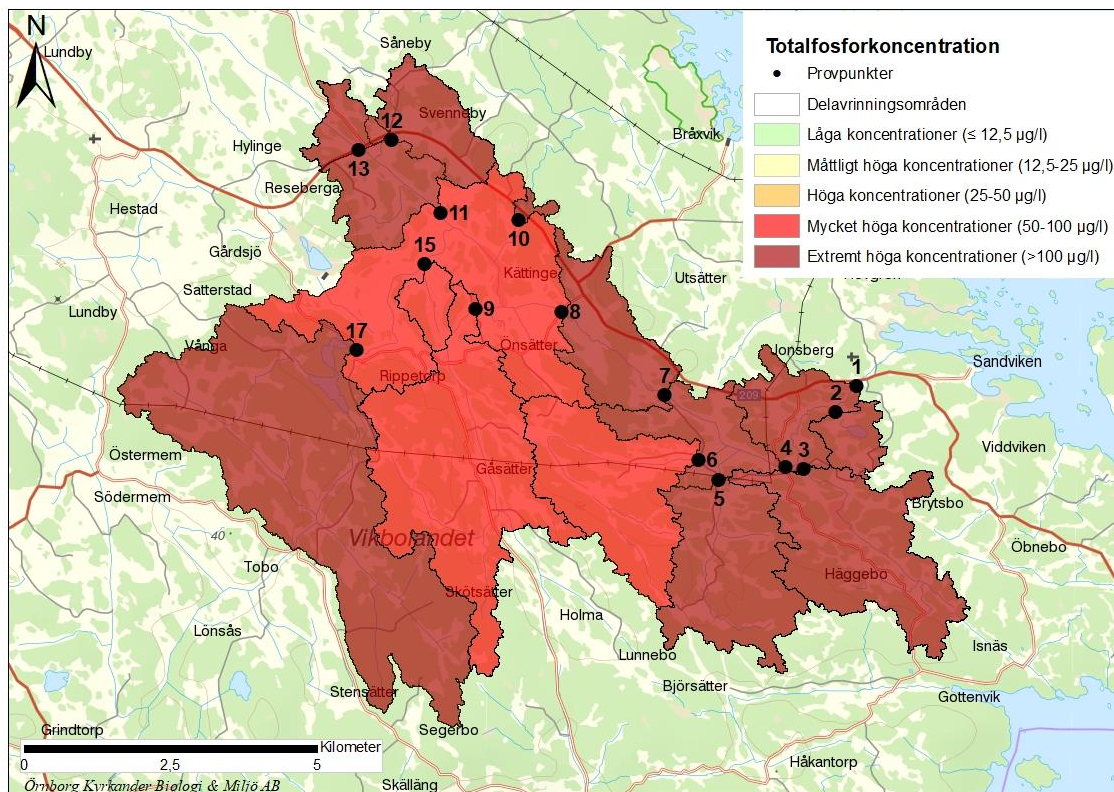 N
Lundby
Såneby
Svenneby
12
Hylinge
13
Reseberga
Bråxvik
Hestad
11
10
Gårdsjö
15
Kättinge
Utsätter
Satterstad
Lundby
9
8
Vånga
17
Önsätter
Rippetorp
Jonsberg
Sandviken
1
7
209
2
Viddviken
Östermem
Gåsätter
6
4 3
5
Södermem
Brytsbo
40
Vikbolandet
Öbnebo
Tobo
Häggebo
Skötsätter
Holma
Lönsås
Isnäs
Lunnebo
Björsätter
Stensätter
Gottenvik
Segerbo
Grindtorp
Håkantorp
Skälläng
Totalfosforkoncentration
Provpunkter
Delavrinningsområden
Låga koncentrationer (≤ 12,5 µg/l)
Måttligt höga koncentrationer (12,5-25 µg/l)
Höga koncentrationer (25-50 µg/l)
Mycket höga koncentrationer (50-100 µg/l)
Extremt höga koncentrationer (>100 µg/l)
Kilometer
0 2,5 5
Örnborg Kyrkander Biologi & Miljö AB